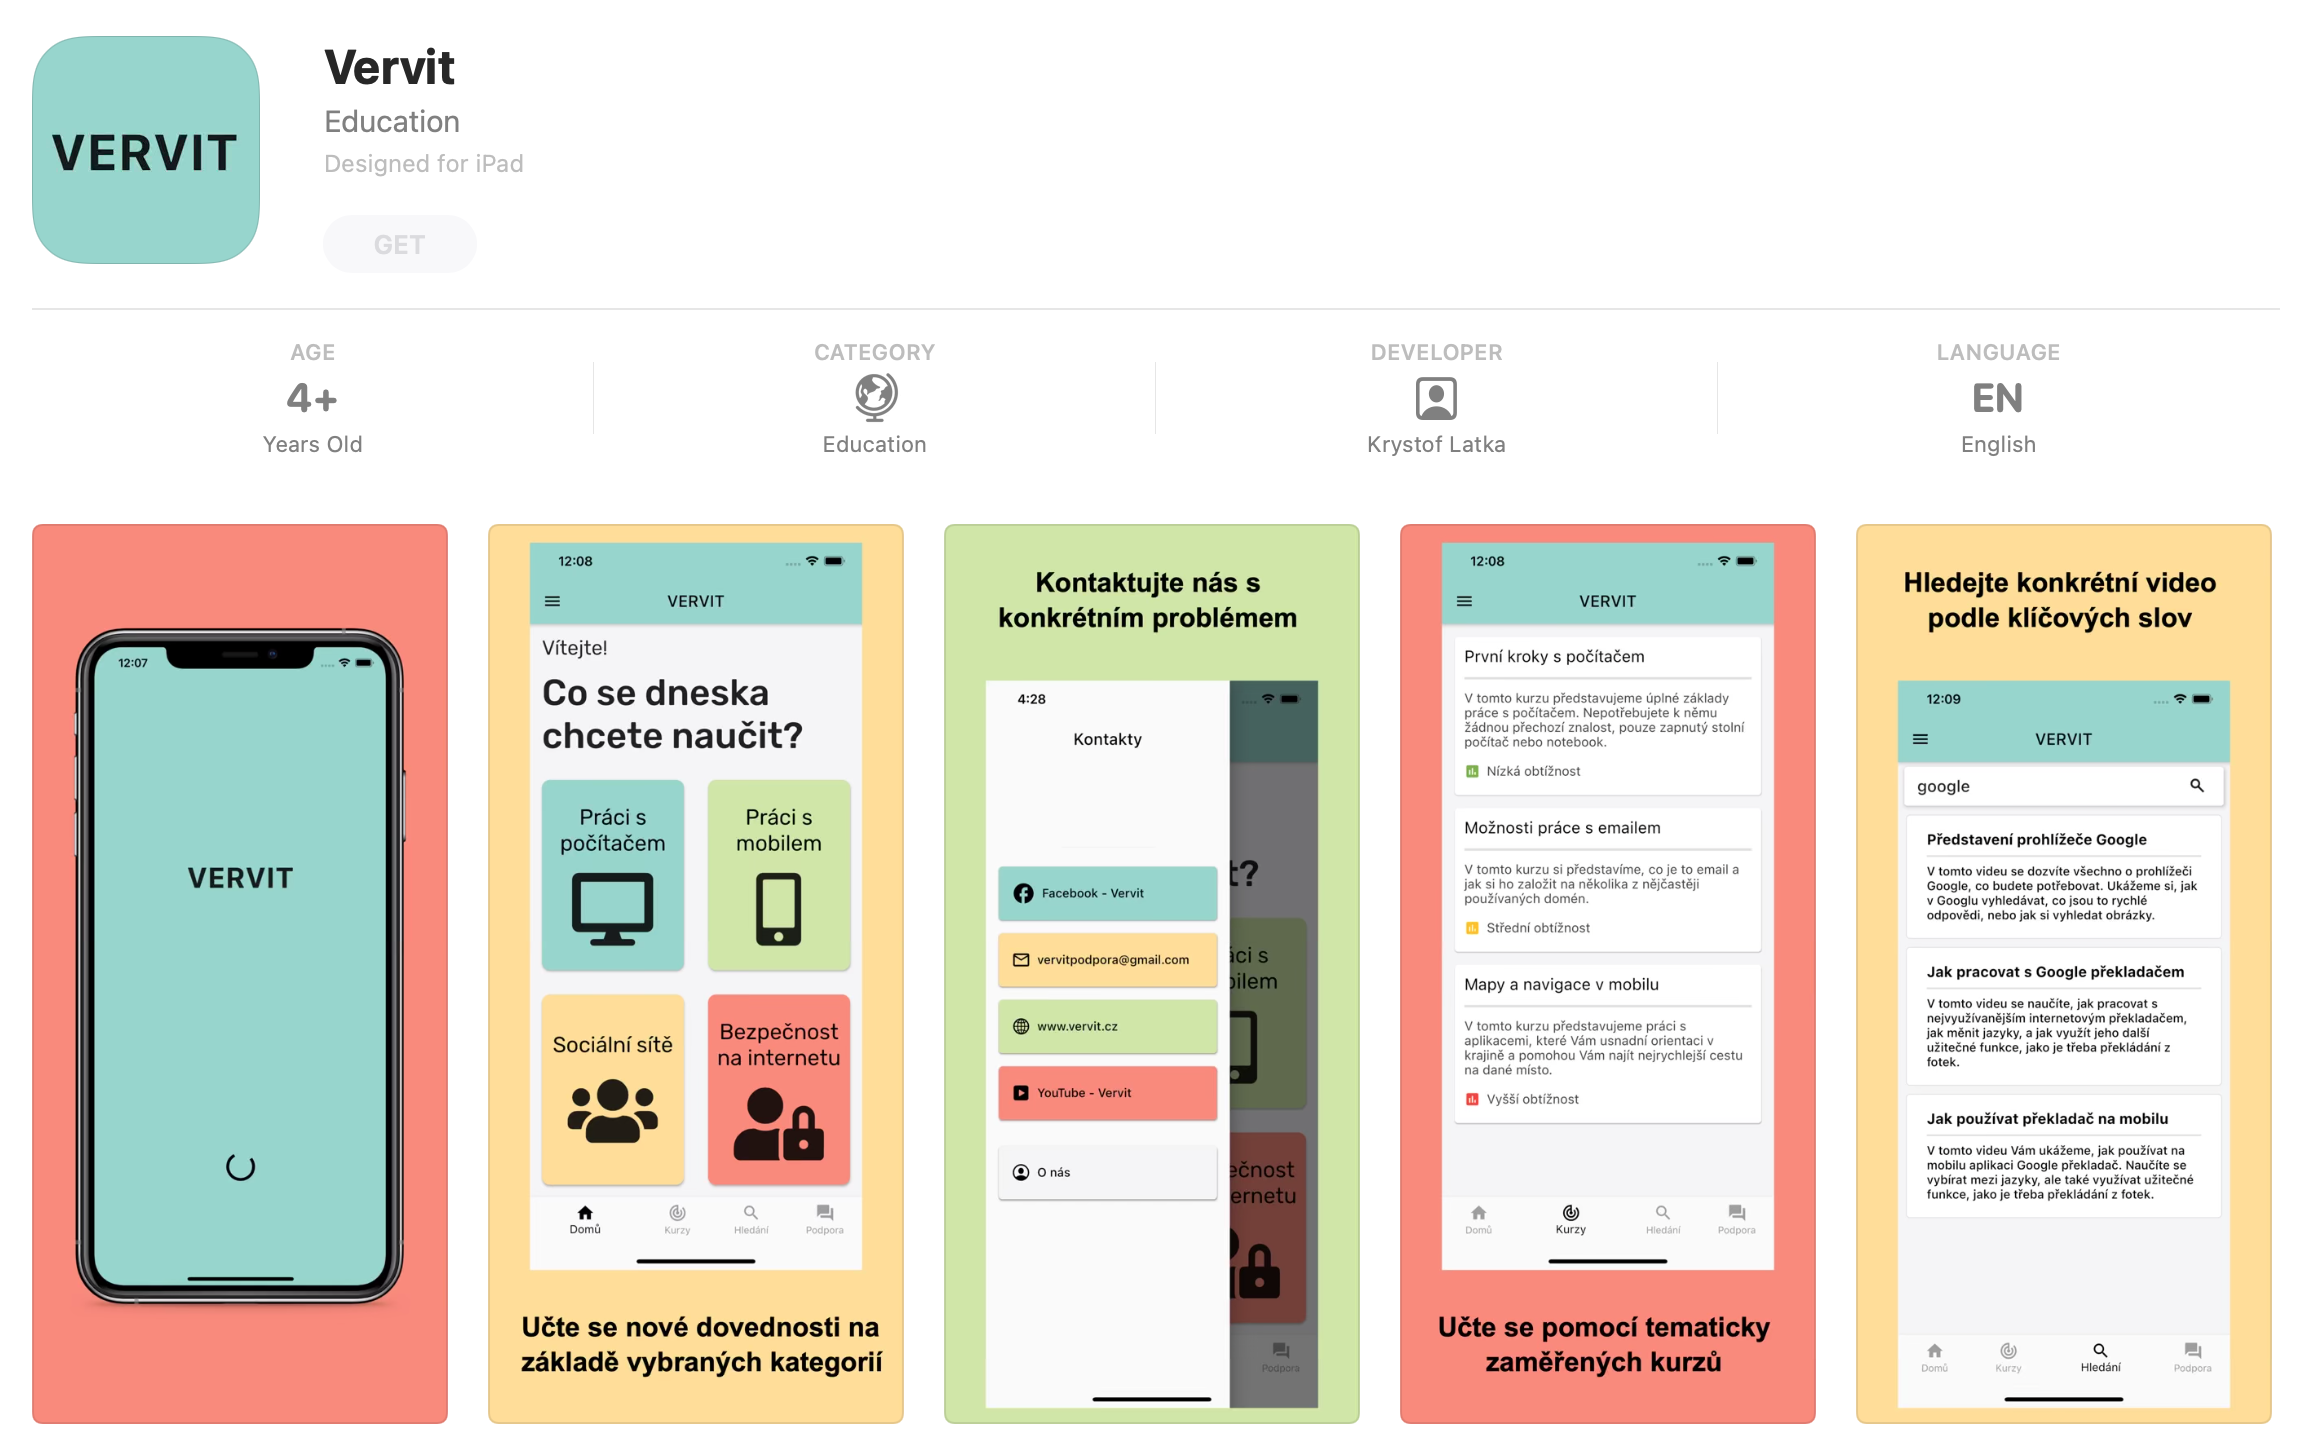 VERVIT
Vervit
Education
Designed for iPad
GET
AGE
4+
Years Old
CATEGORY
Education
DEVELOPER
Krystof Latka
LANGUAGE
EN
English
12:07
VERVIT
12:08
VERVIT
Vítejte!
Co se dneska
chcete naučit?
Práci s
počítačem
Práci s
mobilem
Sociální sítě
Bezpečnost
na internetu
Domů
Kurzy
Hledání
Podpora
Učte se nové dovednosti na
základě vybraných kategorií
Kontaktujte nás s
konkrétním problémem
4:28
Kontakty
Facebook - Vervit
vervitpodpora@gmail.com
www.vervit.cz
YouTube - Vervit
O nás
t?
áci s
bilem
ečnost
ernetu
Podpora
12:08
VERVIT
První kroky s počítačem
V tomto kurzu představujeme úplné základy
práce s počítačem. Nepotřebujete k němu
žádnou přechozí znalost, pouze zapnutý stolní
počítač nebo notebook.
Nízká obtížnost
Možnosti práce s emailem
V tomto kurzu si představíme, co je to email a
jak si ho založit na několika z nějčastěji
používaných domén.
Střední obtížnost
Mapy a navigace v mobilu
V tomto kurzu představujeme práci s
aplikacemi, které Vám usnadní orientaci v
krajině a pomohou Vám najít nejrychlejší cestu
na dané místo.
Vyšší obtížnost
Domů
Kurzy
Hledání
Podpora
Učte se pomocí tematicky
zaměřených kurzů
Hledejte konkrétní video
podle klíčových slov
12:09
VERVIT
google
Představení prohlížeče Google
V tomto videu se dozvíte všechno o prohlížeči
Google, co budete potřebovat. Ukážeme si, jak
v Googlu vyhledávat, co jsou to rychlé
odpovědi, nebo jak si vyhledat obrázky.
Jak pracovat s Google překladačem
V tomto videu se naučíte, jak pracovat s
nejvyužívanějším internetovým překladačem,
jak měnit jazyky, a jak využít jeho další
užitečné funkce, jako je třeba překládání z
fotek.
Jak používat překladač na mobilu
V tomto videu Vám ukážeme, jak používat na
mobilu aplikaci Google překladač. Naučíte se
vybírat mezi jazyky, ale také využívat užitečné
funkce, jako je třeba překládání z fotek.
Domů
Kurzy
Hledání
Podpora